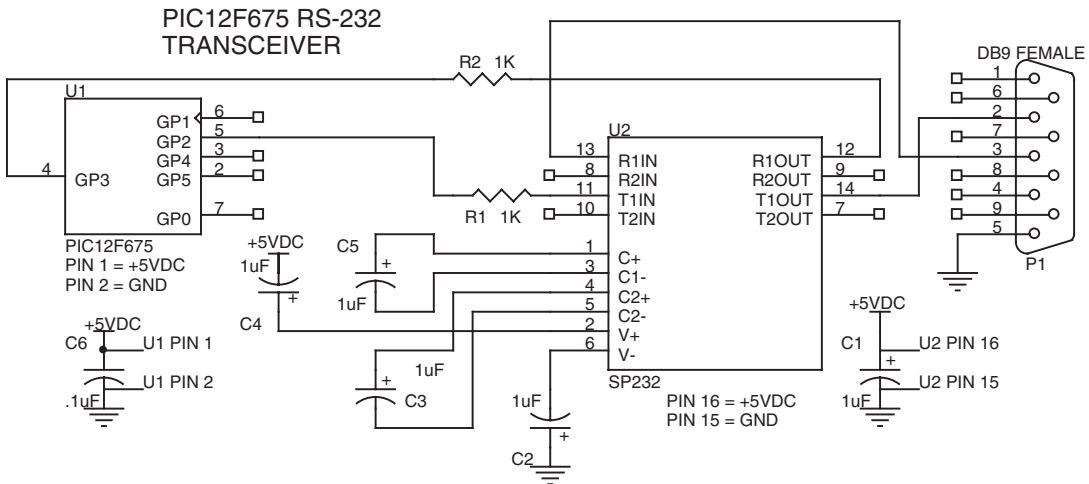 PIC12F675 RS-232
TRANSCEIVER
R2 1K
DB9 FEMALE
1
6
2
7
3
8
4
9
5
P1
U1
GP1 6
GP2 5
GP4 3
GP5 2
GP0 7
4 GP3
PIC12F675
PIN 1 = +5VDC
PIN 2 = GND
R1 1K
U2
13 R1IN
8 R2IN
11 T1IN
10 T2IN
R1OUT 12
R2OUT 9
T1OUT 14
T2OUT 7
1 C+
3 C1-
4 C2+
5 C2-
2 V+
6 V-
SP232
PIN 16 = +5VDC
PIN 15 = GND
+5VDC
1uF
+
C4
C5
+
1uF
1uF
+
C3
1uF
+
C2
+5VDC
C6
U1 PIN 1
U1 PIN 2
.1uF
+5VDC
C1
U2 PIN 16
+
U2 PIN 15
1uF